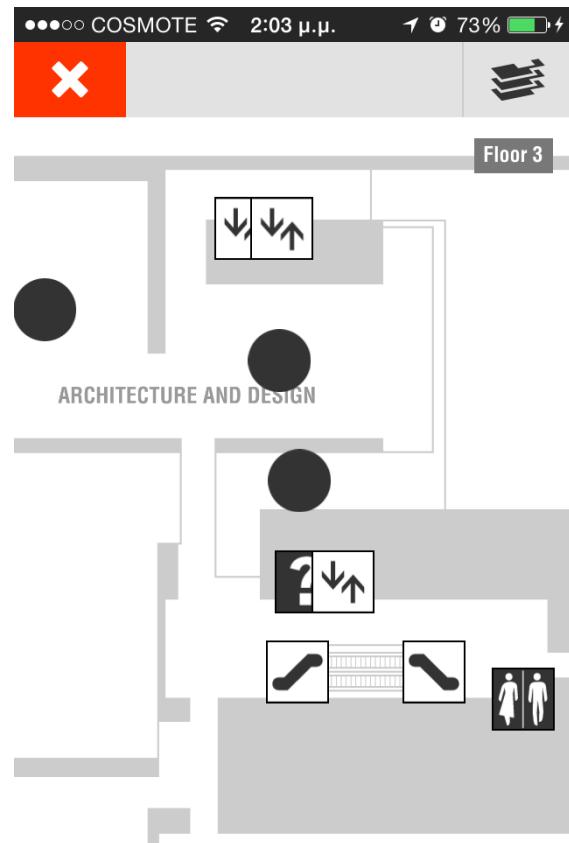 COSMOTE 2:03 μ.μ. 73%
Floor 3
ARCHITECTURE AND DESIGN
?